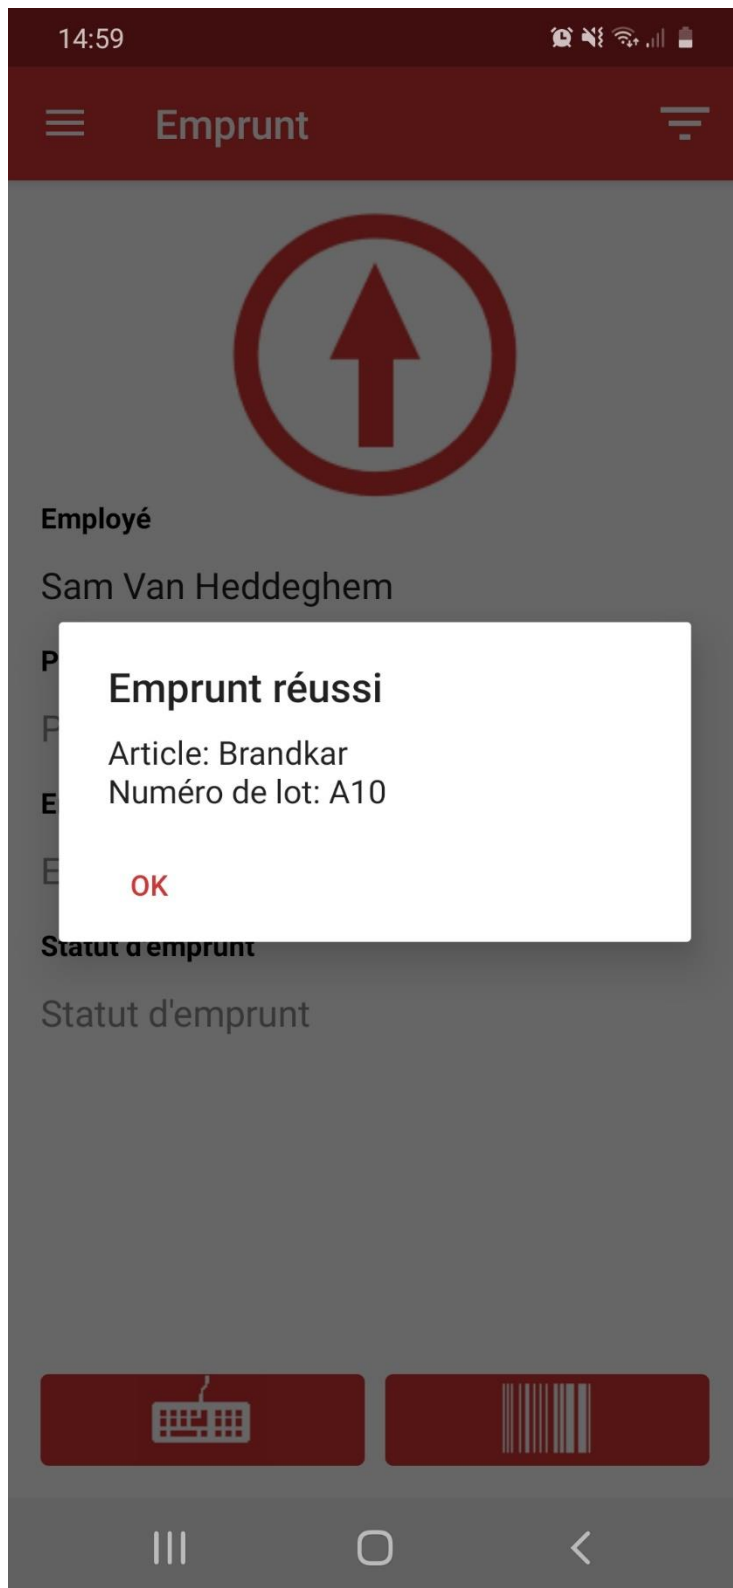 14:59
Emprunt
Employé
Sam Van Heddeghem
P
Emprunt réussi
P
Article: Brandkar
Numéro de lot: A10
E
E
OK
Statut d'emprunt
Statut d'emprunt